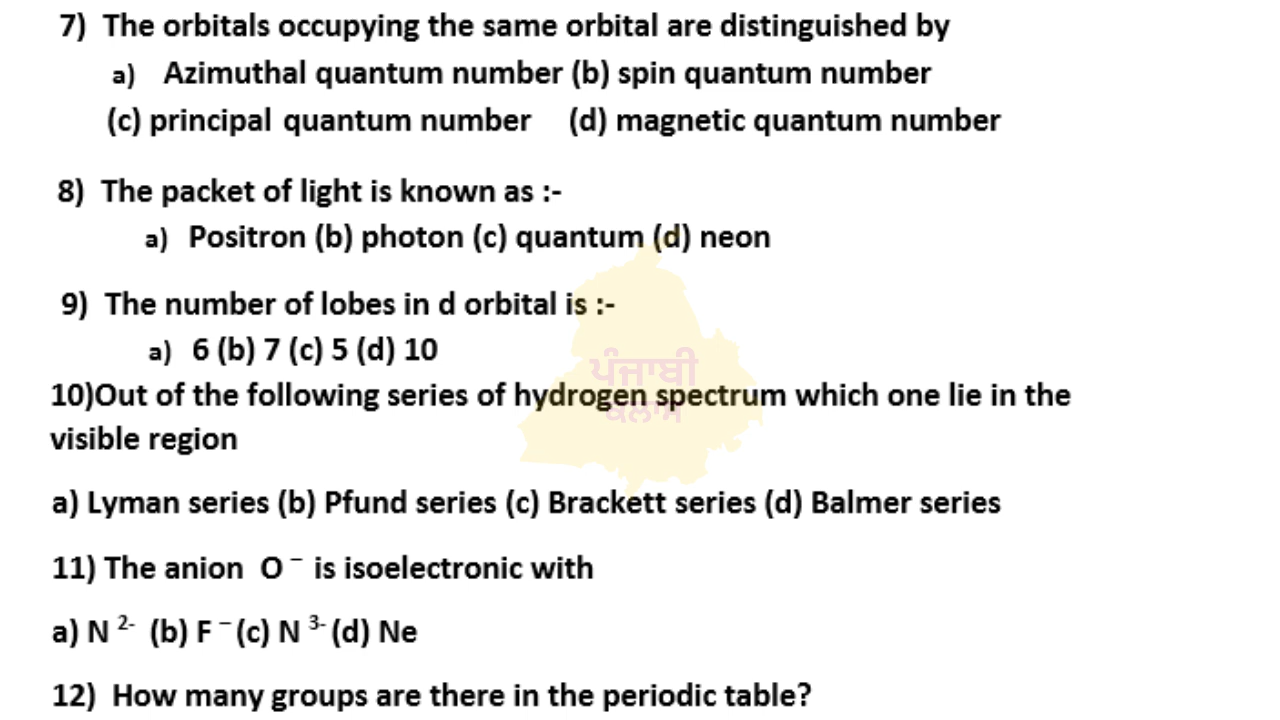 7) The orbitals occupying the same orbital are distinguished by
a) Azimuthal quantum number (b) spin quantum number
(c) principal quantum number (d) magnetic quantum number
8) The packet of light is known as :-
a) Positron (b) photon (c) quantum (d) neon
9) The number of lobes in d orbital is :-
a) 6 (b) 7 (c) 5 (d) 10
ਪੰਜਾਬੀ
10)Out of the following series of hydrogen spectrum which one lie in the
ਕਲਾਸ
visible region
a) Lyman series (b) Pfund series (c) Brackett series (d) Balmer series
11) The anion O⁻ is isoelectronic with
a) N ²⁻ (b) F ⁻ (c) N ³⁻ (d) Ne
12) How many groups are there in the periodic table?